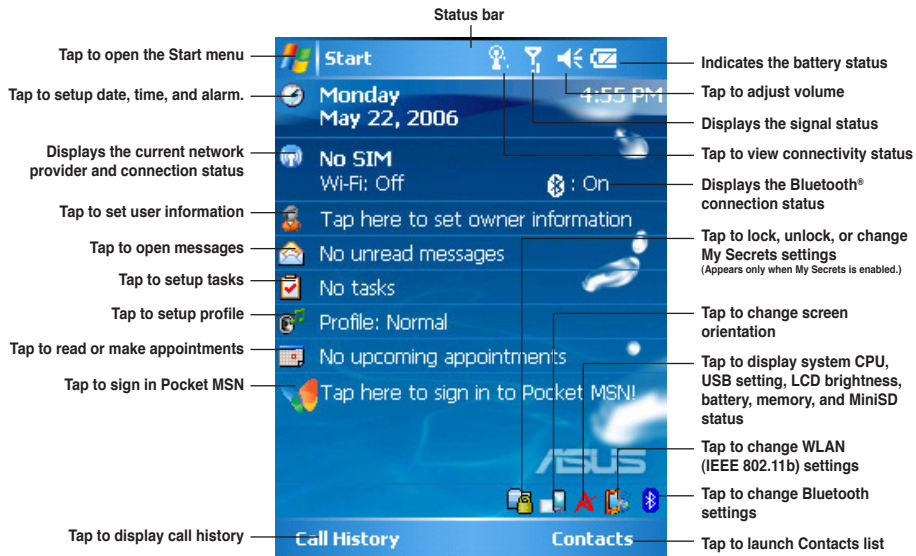 Status bar
Tap to open the Start menu
Tap to setup date, time, and alarm.
Displays the current network
provider and connection status
Tap to set user information
Tap to open messages
Tap to setup tasks
Tap to setup profile
Tap to read or make appointments
Tap to sign in Pocket MSN
Tap to display call history
Start
Monday
4:55 PM
May 22, 2006
No SIM
Wi-Fi: Off
: On
Tap here to set owner information
No unread messages
No tasks
Profile: Normal
No upcoming appointments
Tap here to sign in to Pocket MSN!
ASUS
Call History
Contacts
Indicates the battery status
Tap to adjust volume
Displays the signal status
Tap to view connectivity status
Displays the Bluetooth®
connection status
Tap to lock, unlock, or change
My Secrets settings
(Appears only when My Secrets is enabled.)
Tap to change screen
orientation
Tap to display system CPU,
USB setting, LCD brightness,
battery, memory, and MiniSD
status
Tap to change WLAN
(IEEE 802.11b) settings
Tap to change Bluetooth
settings
Tap to launch Contacts list